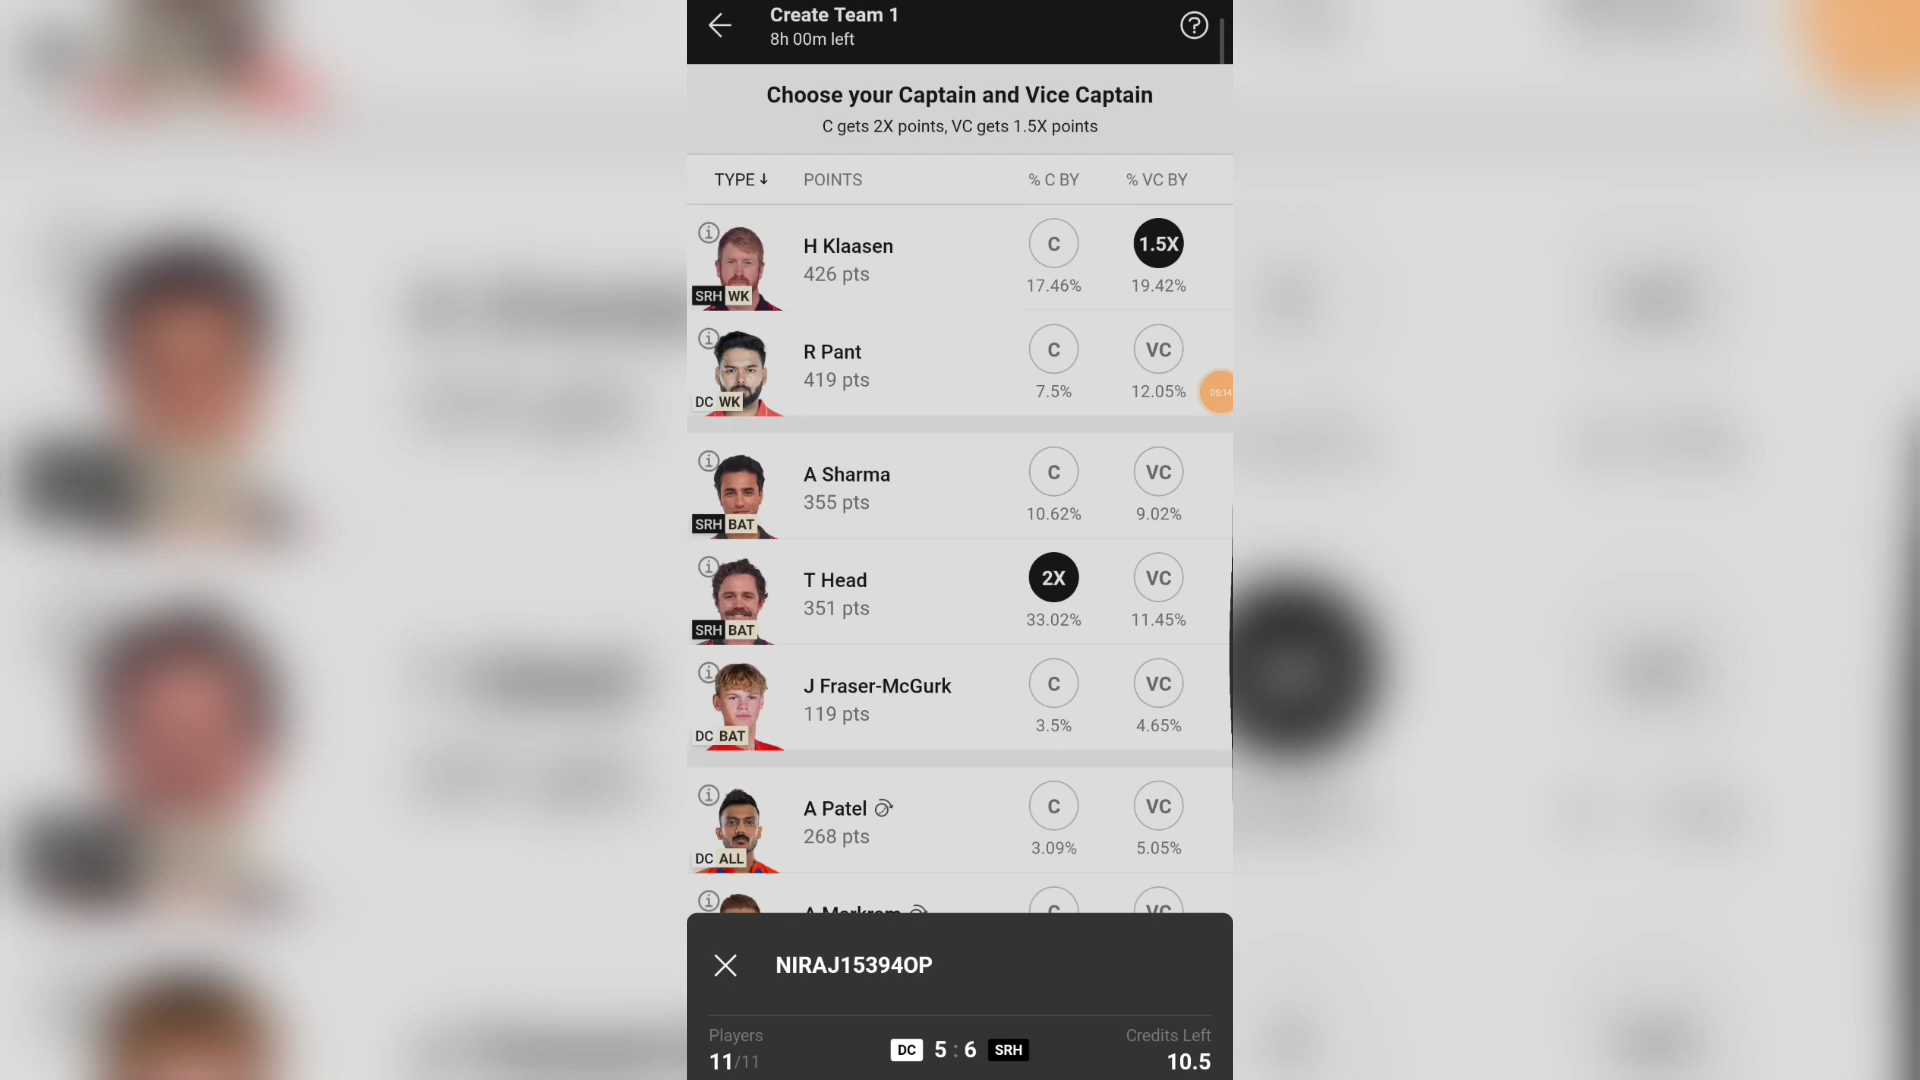 Create Team 1
8h 00m left
Choose your Captain and Vice Captain
C gets 2X points, VC gets 1.5X points
TYPE POINTS % C BY % VC BY
H Klaasen C 1.5X
426 pts 17.46% 19.42%
SRH WK
R Pant C VC
419 pts 7.5% 12.05% 05:14
DC WK
A Sharma C VC
355 pts 10.62% 9.02%
SRH BAT
T Head 2X VC
351 pts 33.02% 11.45%
SRH BAT
J Fraser-McGurk C VC
119 pts 3.5% 4.65%
DC BAT
A Patel C VC
268 pts 3.09% 5.05%
DC ALL
A Markram C VC
NIRAJ15394OP
Players Credits Left
11/11 DC 5 : 6 SRH 10.5